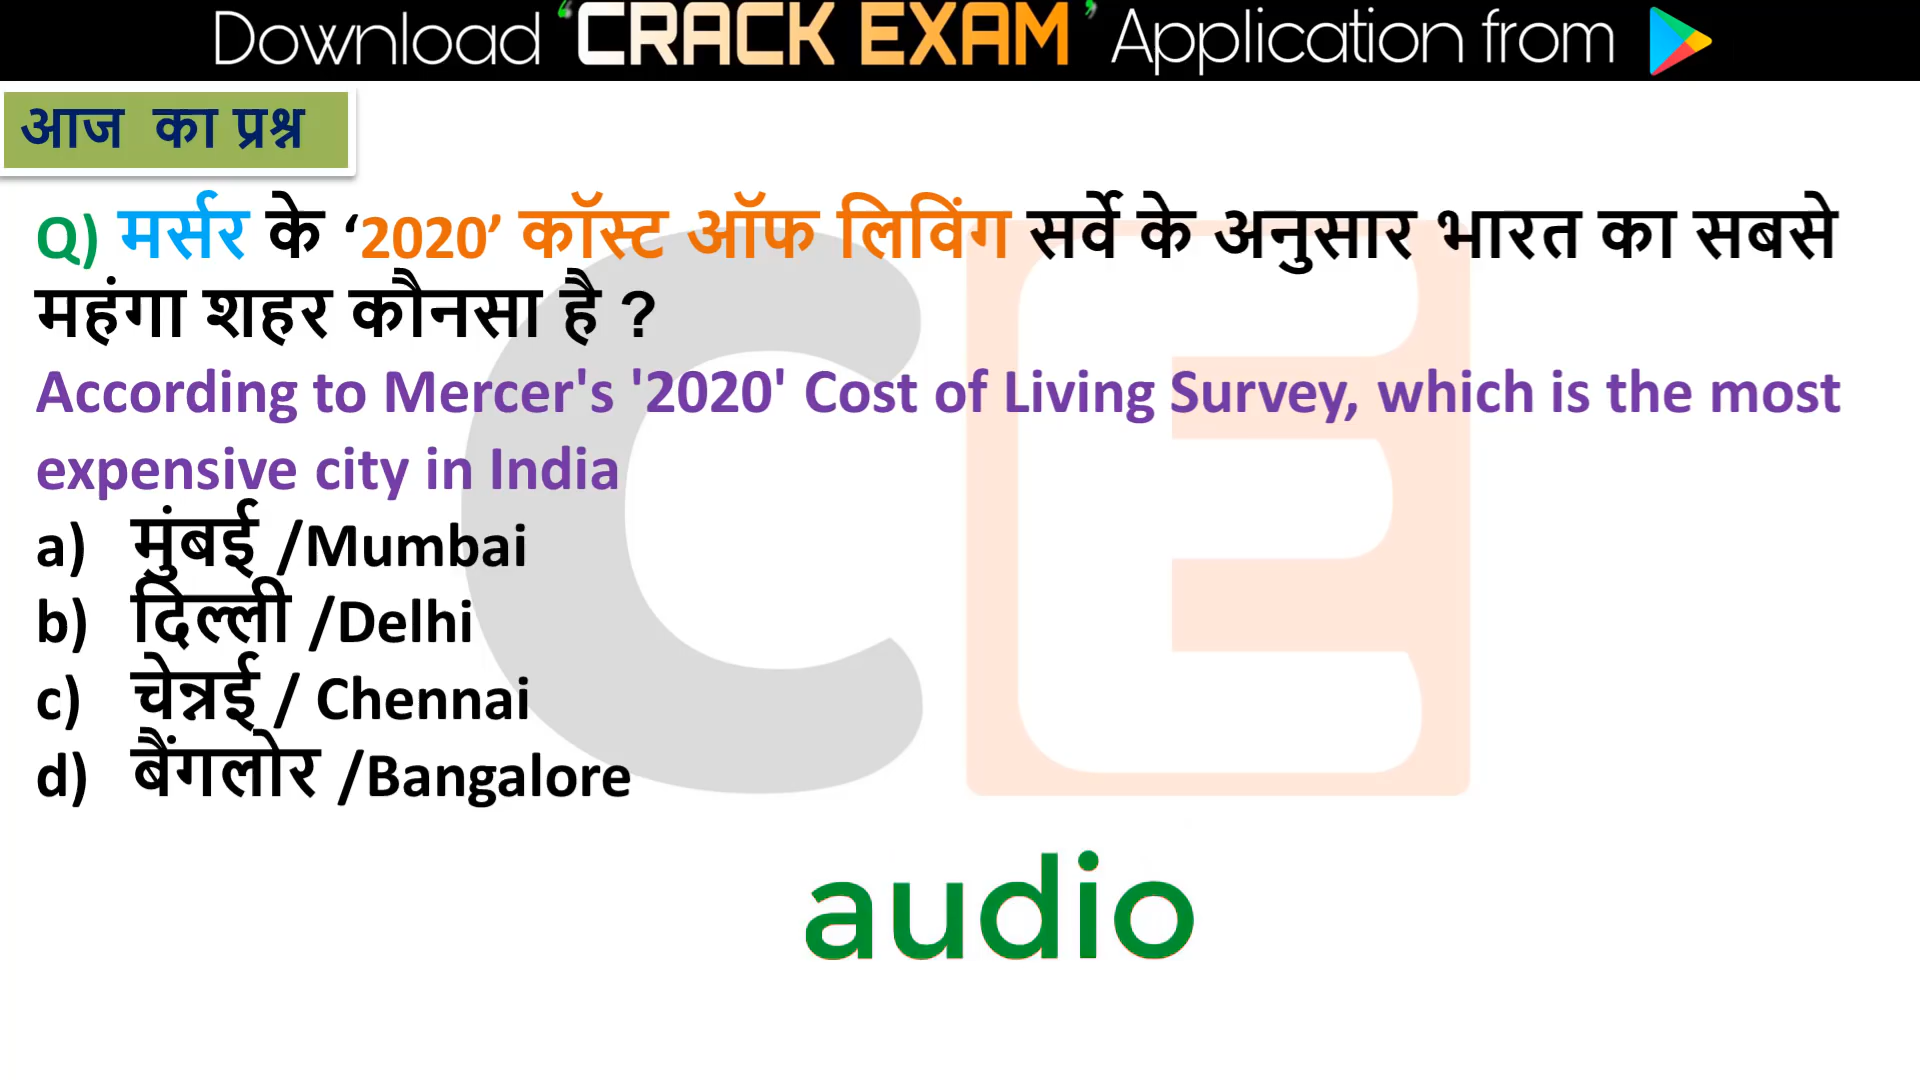 Download ‘CRACK EXAM’ Application from
आज का प्रश्न
Q) मर्सर के ‘2020’ कॉस्ट ऑफ लिविंग सर्वे के अनुसार भारत का सबसे
महंगा शहर कौनसा है ?
According to Mercer's '2020' Cost of Living Survey, which is the most
expensive city in India
a) मुंबई /Mumbai
b) दिल्ली /Delhi
c) चेन्नई / Chennai
d) बैंगलोर /Bangalore
CE
audio